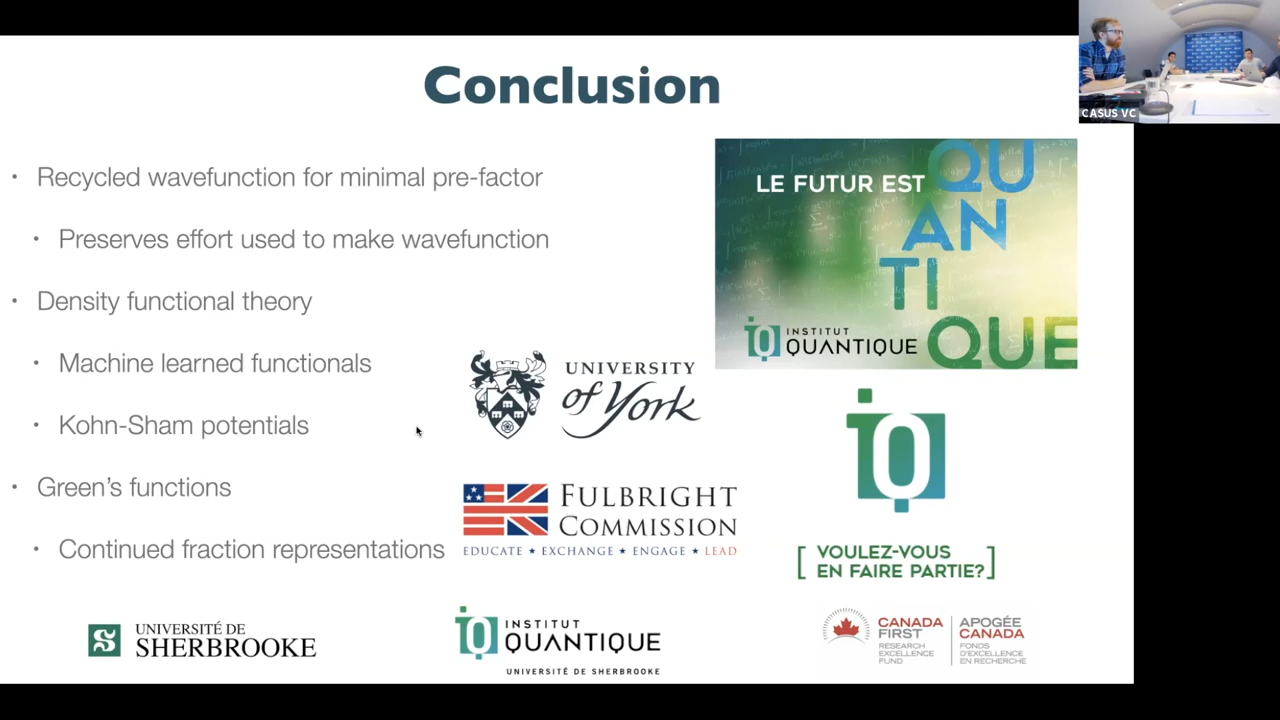 Conclusion
CASUS VC
• Recycled wavefunction for minimal pre-factor
• Preserves effort used to make wavefunction
• Density functional theory
• Machine learned functionals
• Kohn-Sham potentials
• Green's functions
• Continued fraction representations
LE FUTUR EST QU
AN
TI
QUE
iQ INSTITUT
QUANTIQUE
UNIVERSITY
of York
FULBRIGHT
COMMISSION
EDUCATE ★ EXCHANGE ★ ENGAGE ★ LEAD
iQ
[ VOULEZ-VOUS
EN FAIRE PARTIE? ]
UNIVERSITÉ DE
SHERBROOKE
iQ INSTITUT
QUANTIQUE
UNIVERSITÉ DE SHERBROOKE
CANADA
FIRST
RESEARCH
EXCELLENCE
FUND
APOGÉE
CANADA
FONDS
D'EXCELLENCE
EN RECHERCHE